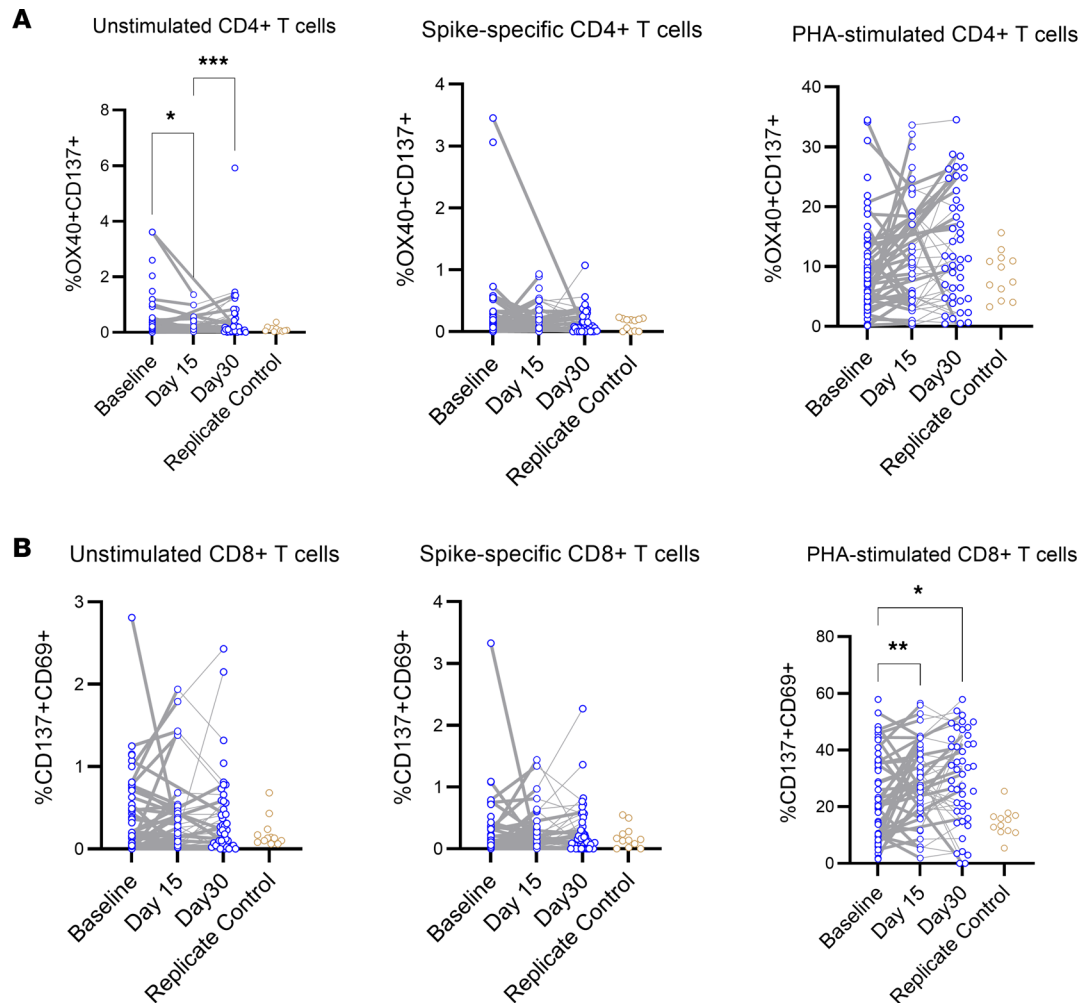 A
Unstimulated CD4+ T cells
%OX40+CD137+
8
6
4
2
0
*
***
Baseline
Day 15
Day30
Replicate Control
Spike-specific CD4+ T cells
%OX40+CD137+
4
3
2
1
0
Baseline
Day 15
Day30
Replicate Control
PHA-stimulated CD4+ T cells
%OX40+CD137+
40
30
20
10
0
Baseline
Day 15
Day30
Replicate Control
B
Unstimulated CD8+ T cells
%CD137+CD69+
3
2
1
0
Baseline
Day 15
Day30
Replicate Control
Spike-specific CD8+ T cells
%CD137+CD69+
4
3
2
1
0
Baseline
Day 15
Day30
Replicate Control
PHA-stimulated CD8+ T cells
%CD137+CD69+
80
60
40
20
0
*
**
Baseline
Day 15
Day30
Replicate Control